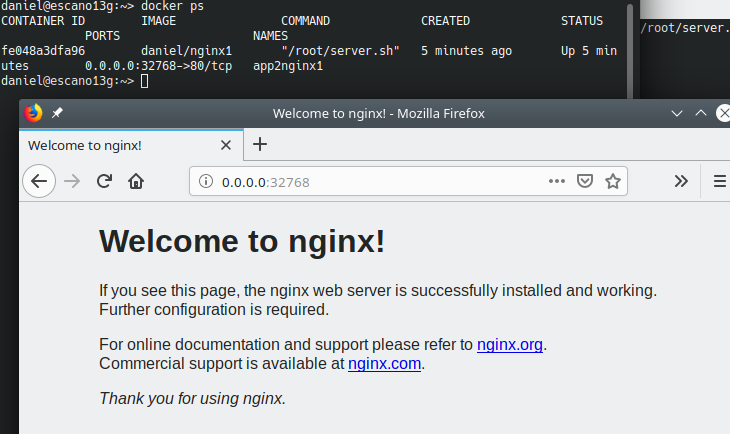 daniel@escano13g:~> docker ps
CONTAINER ID        IMAGE               COMMAND             CREATED             STATUS
            PORTS                   NAMES
fe048a3dfa96        daniel/nginx1       "/root/server.sh"   5 minutes ago       Up 5 min
utes        0.0.0.0:32768->80/tcp   app2nginx1
daniel@escano13g:~>
/root/server.
Welcome to nginx! - Mozilla Firefox
Welcome to nginx!
0.0.0.0:32768
Welcome to nginx!
If you see this page, the nginx web server is successfully installed and working.
Further configuration is required.
For online documentation and support please refer to nginx.org.
Commercial support is available at nginx.com.
Thank you for using nginx.